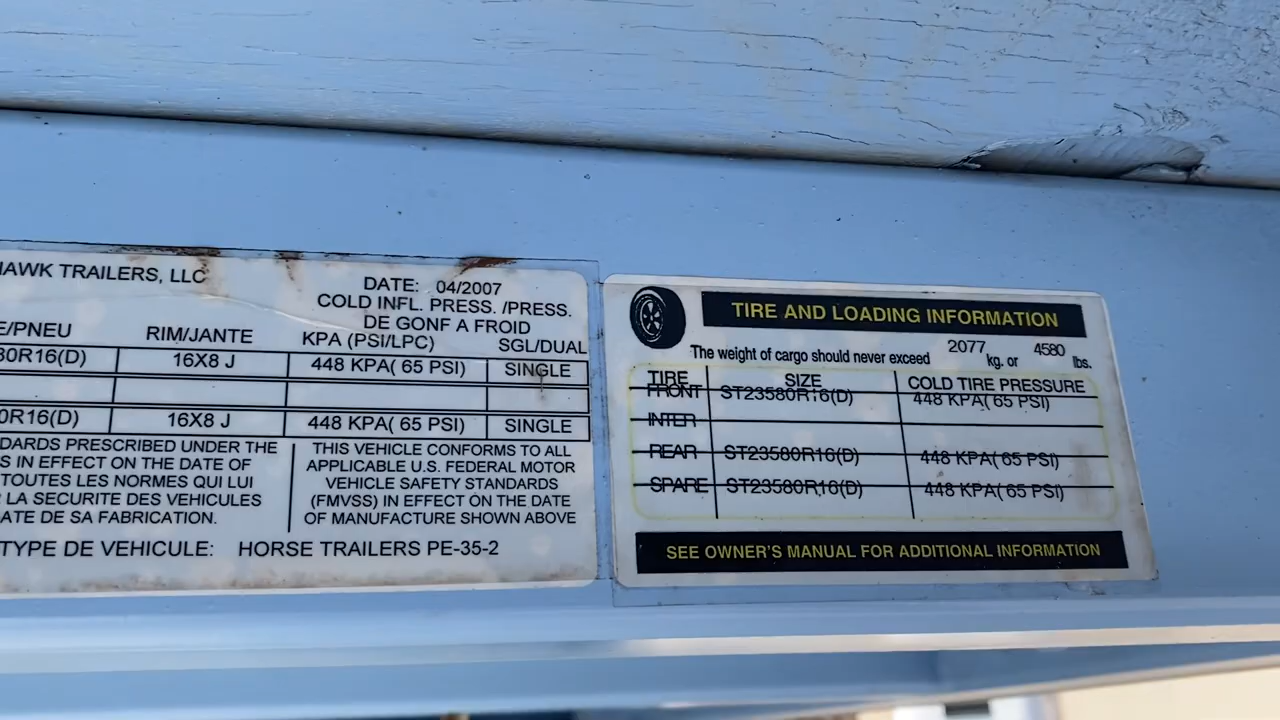 HAWK TRAILERS, LLC
DATE: 04/2007
COLD INFL. PRESS. /PRESS.
DE GONF A FROID
E/PNEU RIM/JANTE KPA (PSI/LPC) SGL/DUAL
80R16(D) 16X8 J 448 KPA( 65 PSI) SINGLE
0R16(D) 16X8 J 448 KPA( 65 PSI) SINGLE
DARDS PRESCRIBED UNDER THE
S IN EFFECT ON THE DATE OF
TOUTES LES NORMES QUI LUI
LA SECURITE DES VEHICULES
ATE DE SA FABRICATION.
THIS VEHICLE CONFORMS TO ALL
APPLICABLE U.S. FEDERAL MOTOR
VEHICLE SAFETY STANDARDS
(FMVSS) IN EFFECT ON THE DATE
OF MANUFACTURE SHOWN ABOVE
TYPE DE VEHICULE: HORSE TRAILERS PE-35-2
TIRE AND LOADING INFORMATION
The weight of cargo should never exceed 2077 kg. or 4580 lbs.
TIRE SIZE COLD TIRE PRESSURE
FRONT ST23580R16(D) 448 KPA( 65 PSI)
INTER
REAR ST23580R16(D) 448 KPA( 65 PSI)
SPARE ST23580R16(D) 448 KPA( 65 PSI)
SEE OWNER'S MANUAL FOR ADDITIONAL INFORMATION